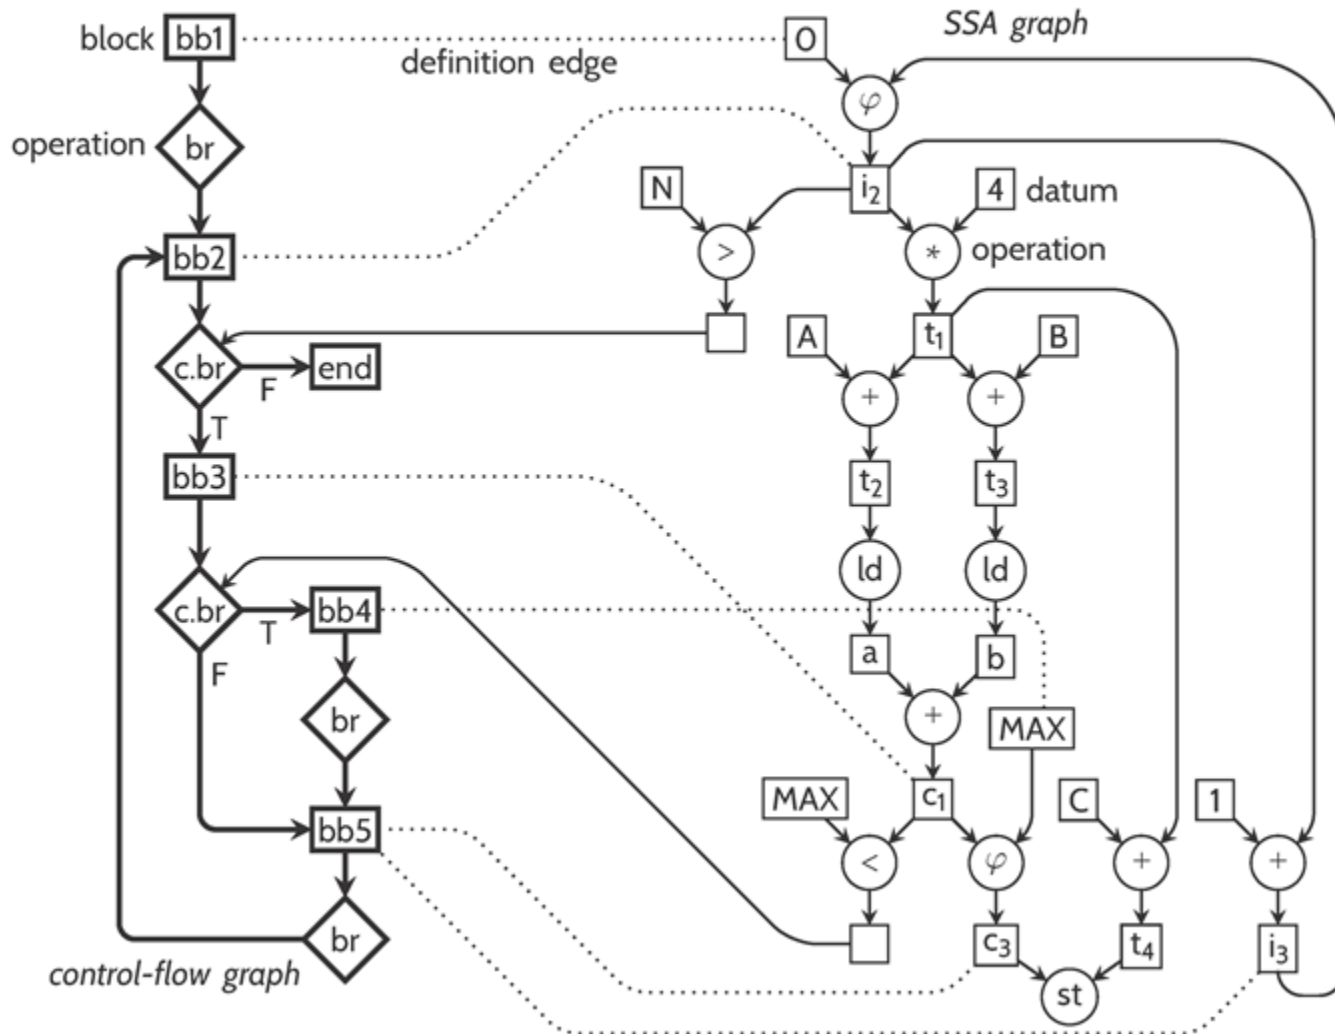 block bb1
definition edge
0
SSA graph
φ
operation br
N
i2
4 datum
bb2
>
* operation
c.br
F
end
T
A
t1
B
+
+
bb3
t2
t3
ld
ld
c.br
T
bb4
F
a
b
br
+
MAX
MAX
c1
C
1
bb5
<
φ
+
+
br
c3
t4
i3
control-flow graph
st